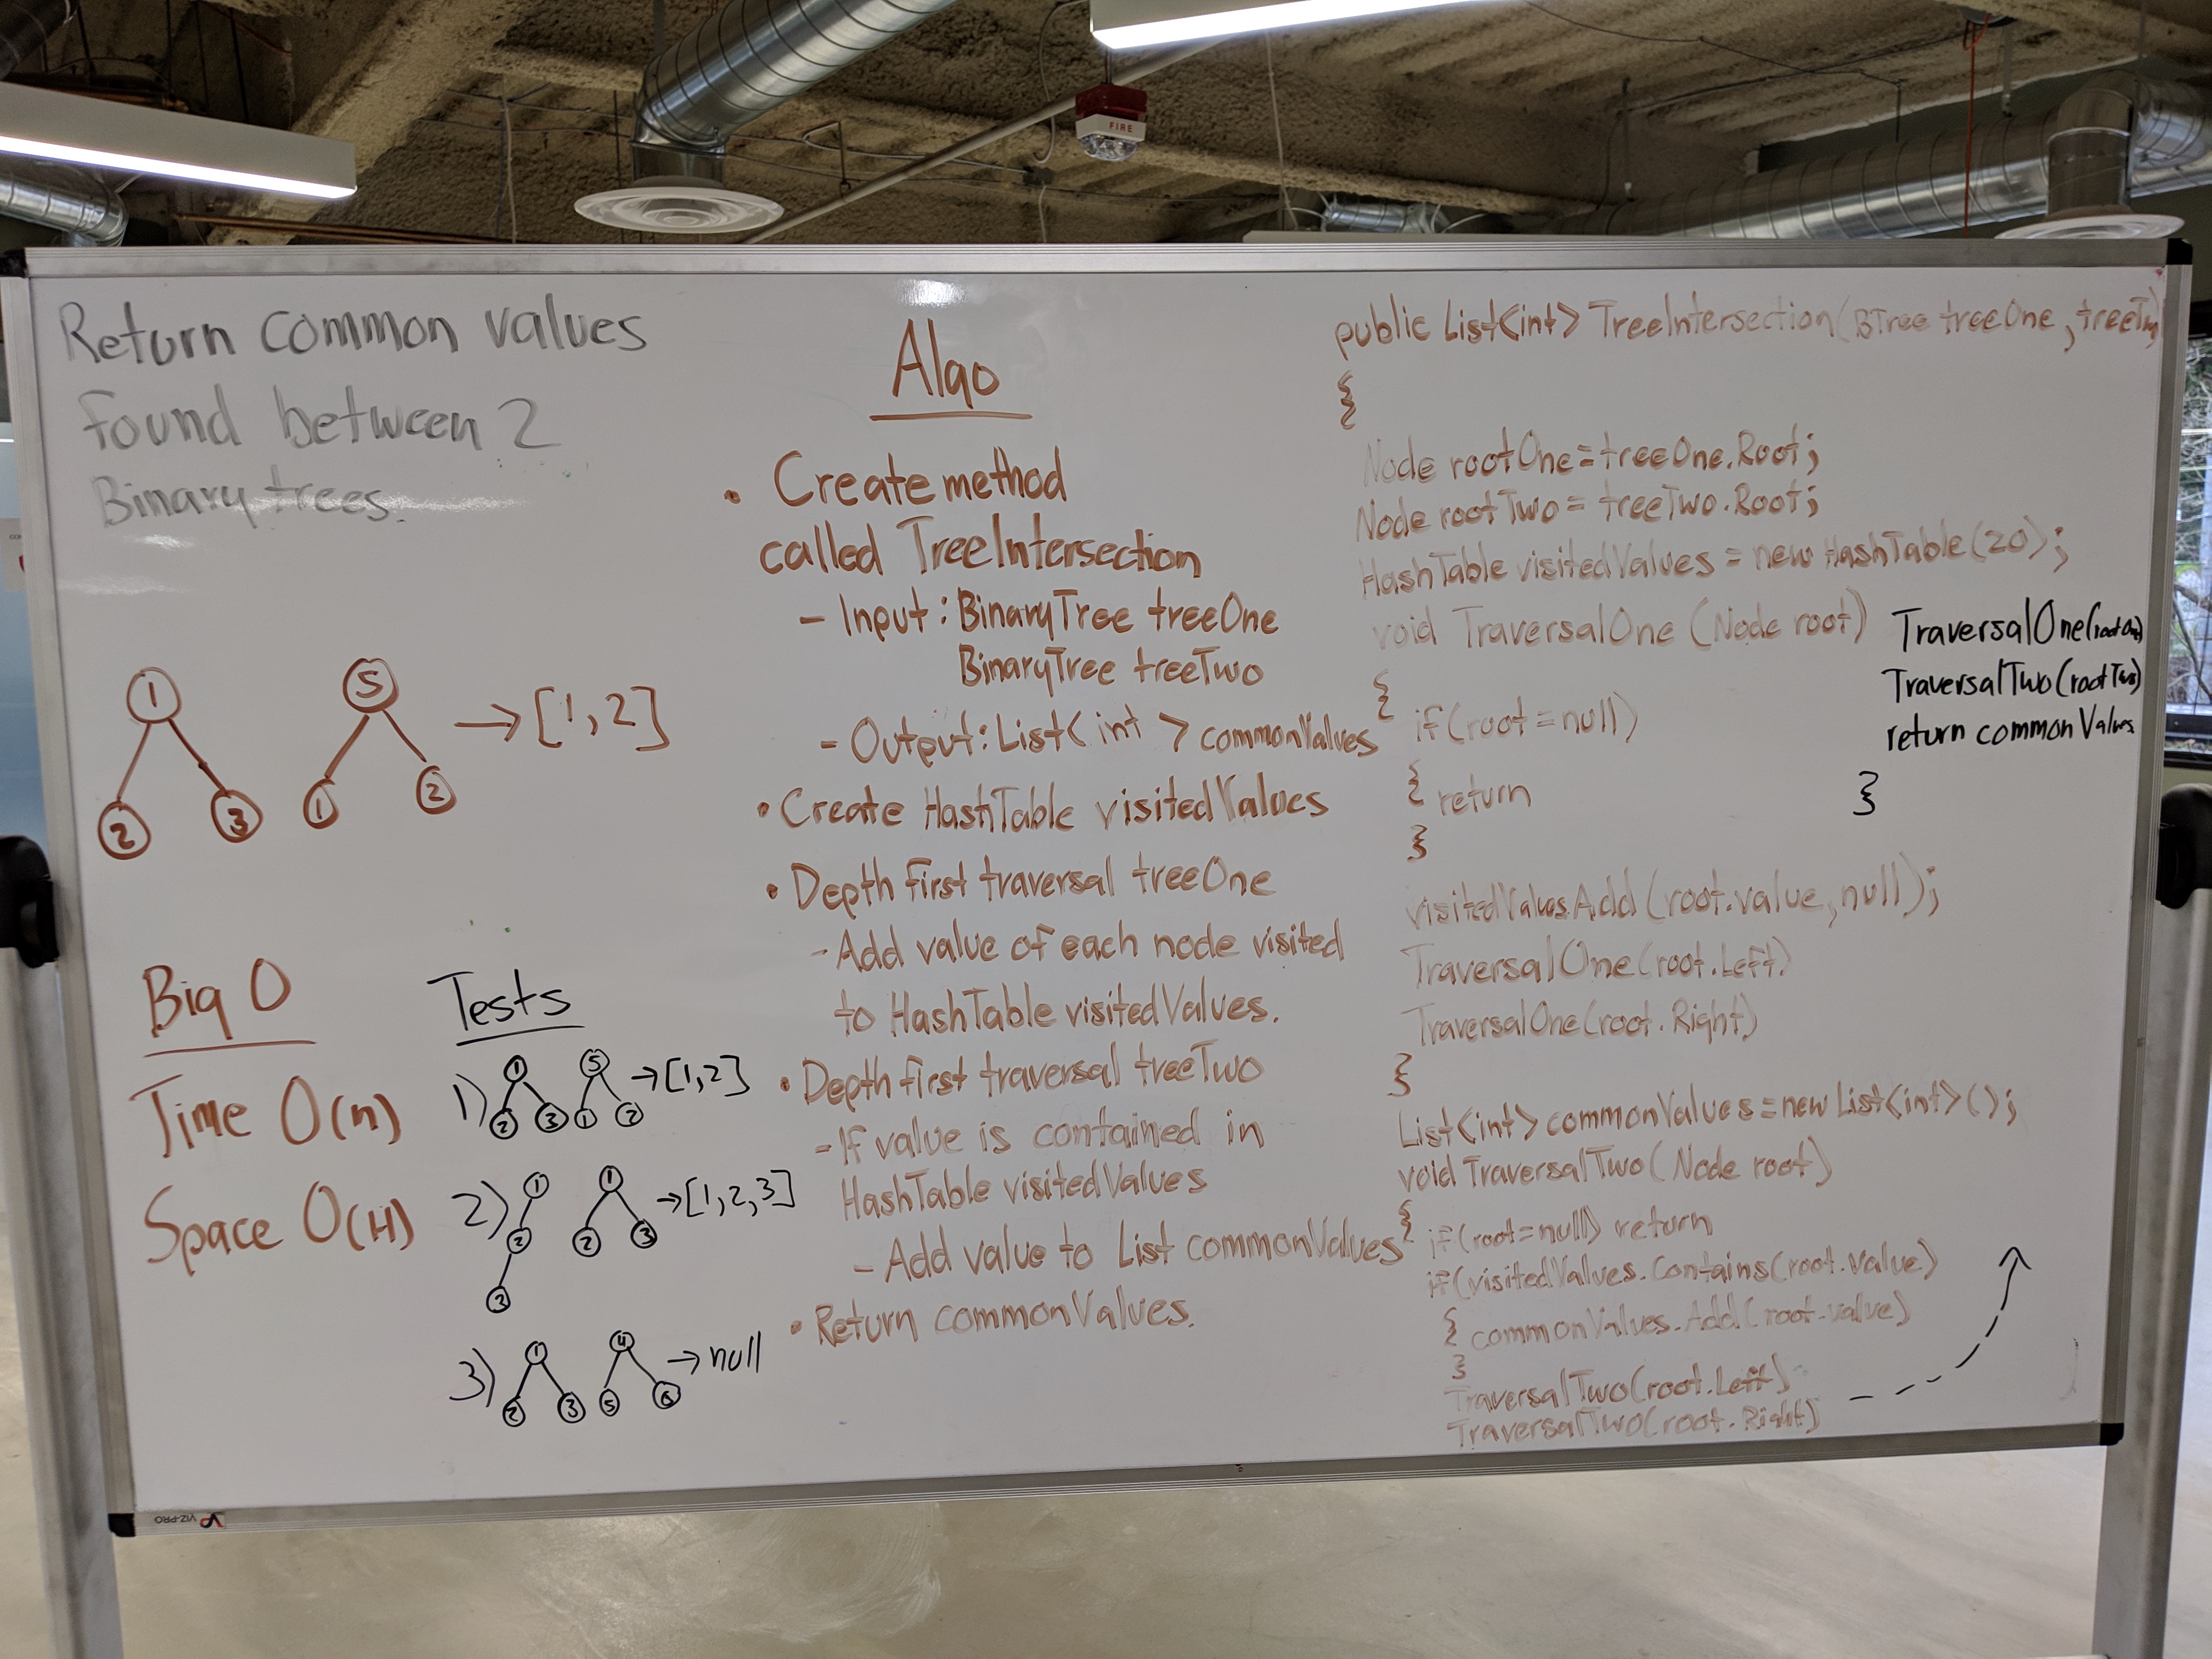 FIRE
Return common values
found between 2
Binary trees.
1
2
3
5
1
2
→ [1,2]
Big O
Time O(n)
Space O(H)
Tests
1)
1
2
3
5
1
2
→ [1,2]
2)
1
2
3
1
2
3
→ [1,2,3]
3)
1
2
3
4
5
6
→ null
Algo
• Create method
called TreeIntersection
- Input: BinaryTree treeOne
BinaryTree treeTwo
- Output: List<int> commonValues
• Create HashTable visitedValues
• Depth first traversal treeOne
- Add value of each node visited
to HashTable visitedValues.
• Depth first traversal treeTwo
- If value is contained in
HashTable visitedValues
- Add value to List commonValues
• Return commonValues.
public List<int> TreeIntersection(BTree treeOne, treeTwo)
{
Node rootOne = treeOne.Root;
Node rootTwo = treeTwo.Root;
HashTable visitedValues = new HashTable(20);
void TraversalOne (Node root)
{
if(root = null)
{ return
}
visitedValues.Add(root.value, null);
TraversalOne(root.Left)
TraversalOne(root.Right)
}
List<int> commonValues = new List<int>();
void TraversalTwo(Node root)
{
if(root = null) return
if(visitedValues.Contains(root.value)
{ commonValues.Add(root.value)
}
TraversalTwo(root.Left)
TraversalTwo(root.Right)
TraversalOne(rootOne)
TraversalTwo(rootTwo)
return commonValues
}
VIZ-PRO